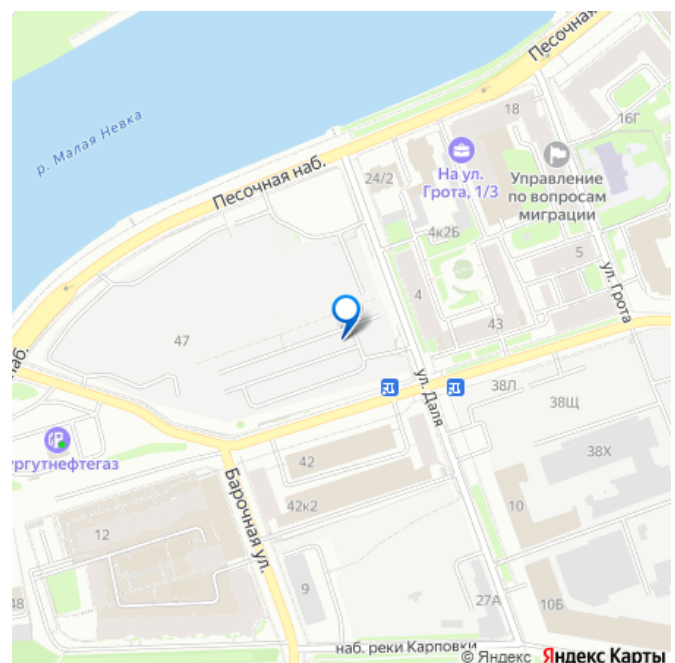 Песочная
18
16Г
р. Малая Невка
На ул.
Грота, 1/3
Управление
по вопросам
миграции
24/2
Песочная наб.
4к2Б
5
ул. Грота
4
43
47
наб.
ул. Даля
38Л
38Щ
38Х
ургутнефтегаз
42
42к2
10
12
Барочная ул.
9
48
27А
10Б
наб. реки Карповки
© Яндекс Яндекс Карты